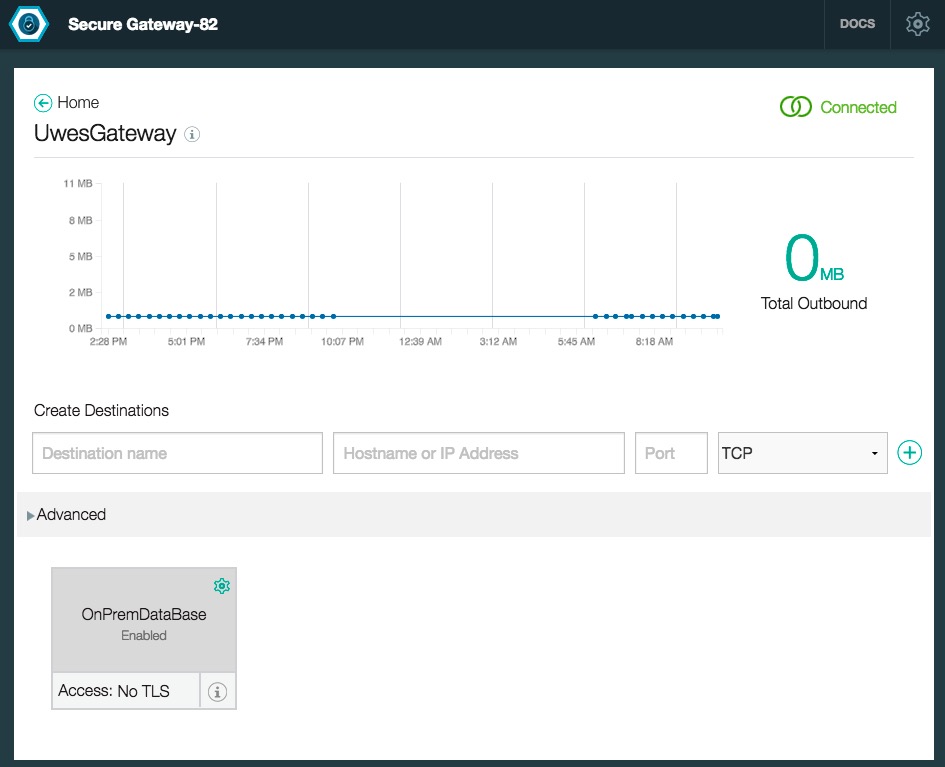 Secure Gateway-82
DOCS
Home
Connected
UwesGateway
11 MB
8 MB
5 MB
2 MB
0 MB
2:28 PM 5:01 PM 7:34 PM 10:07 PM 12:39 AM 3:12 AM 5:45 AM 8:18 AM
0 MB
Total Outbound
Create Destinations
Destination name Hostname or IP Address Port TCP
Advanced
OnPremDataBase
Enabled
Access: No TLS